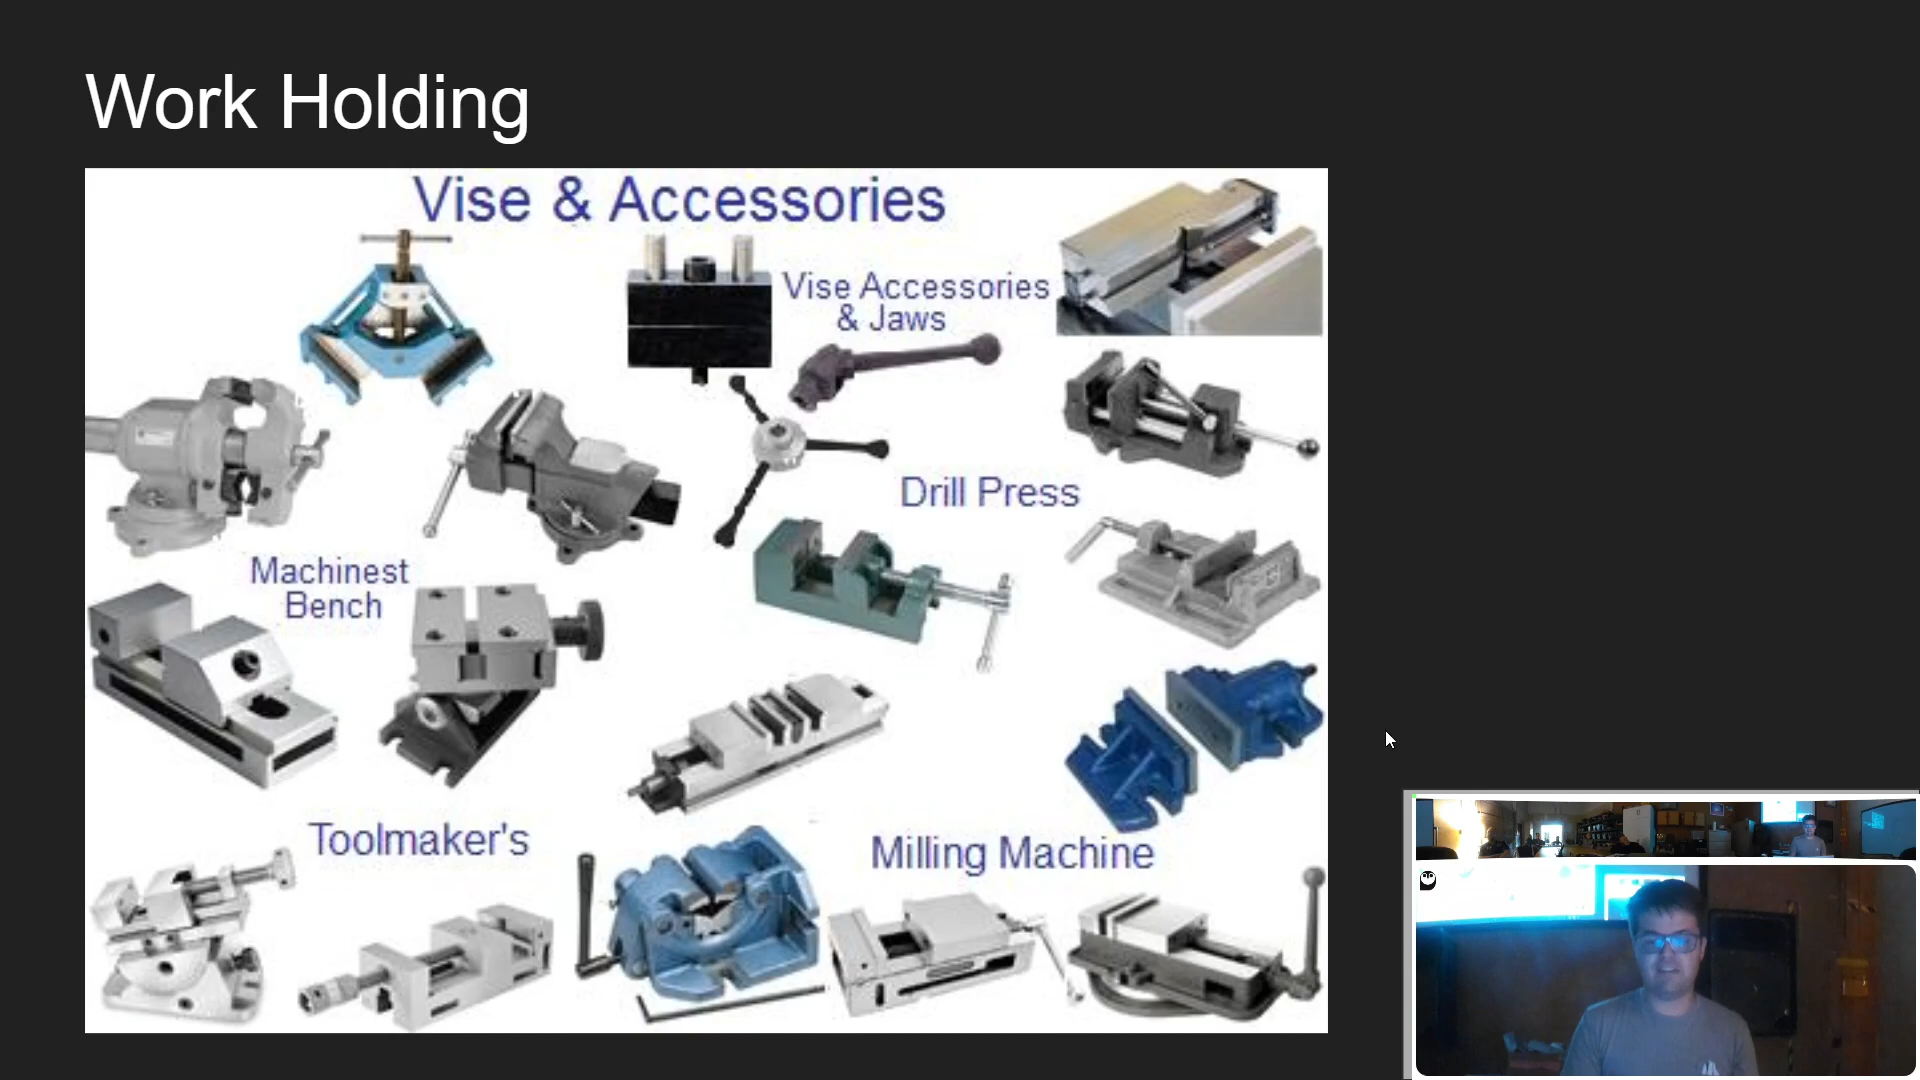 Work Holding
Vise & Accessories
Vise Accessories
& Jaws
Drill Press
Machinest
Bench
Toolmaker's
Milling Machine